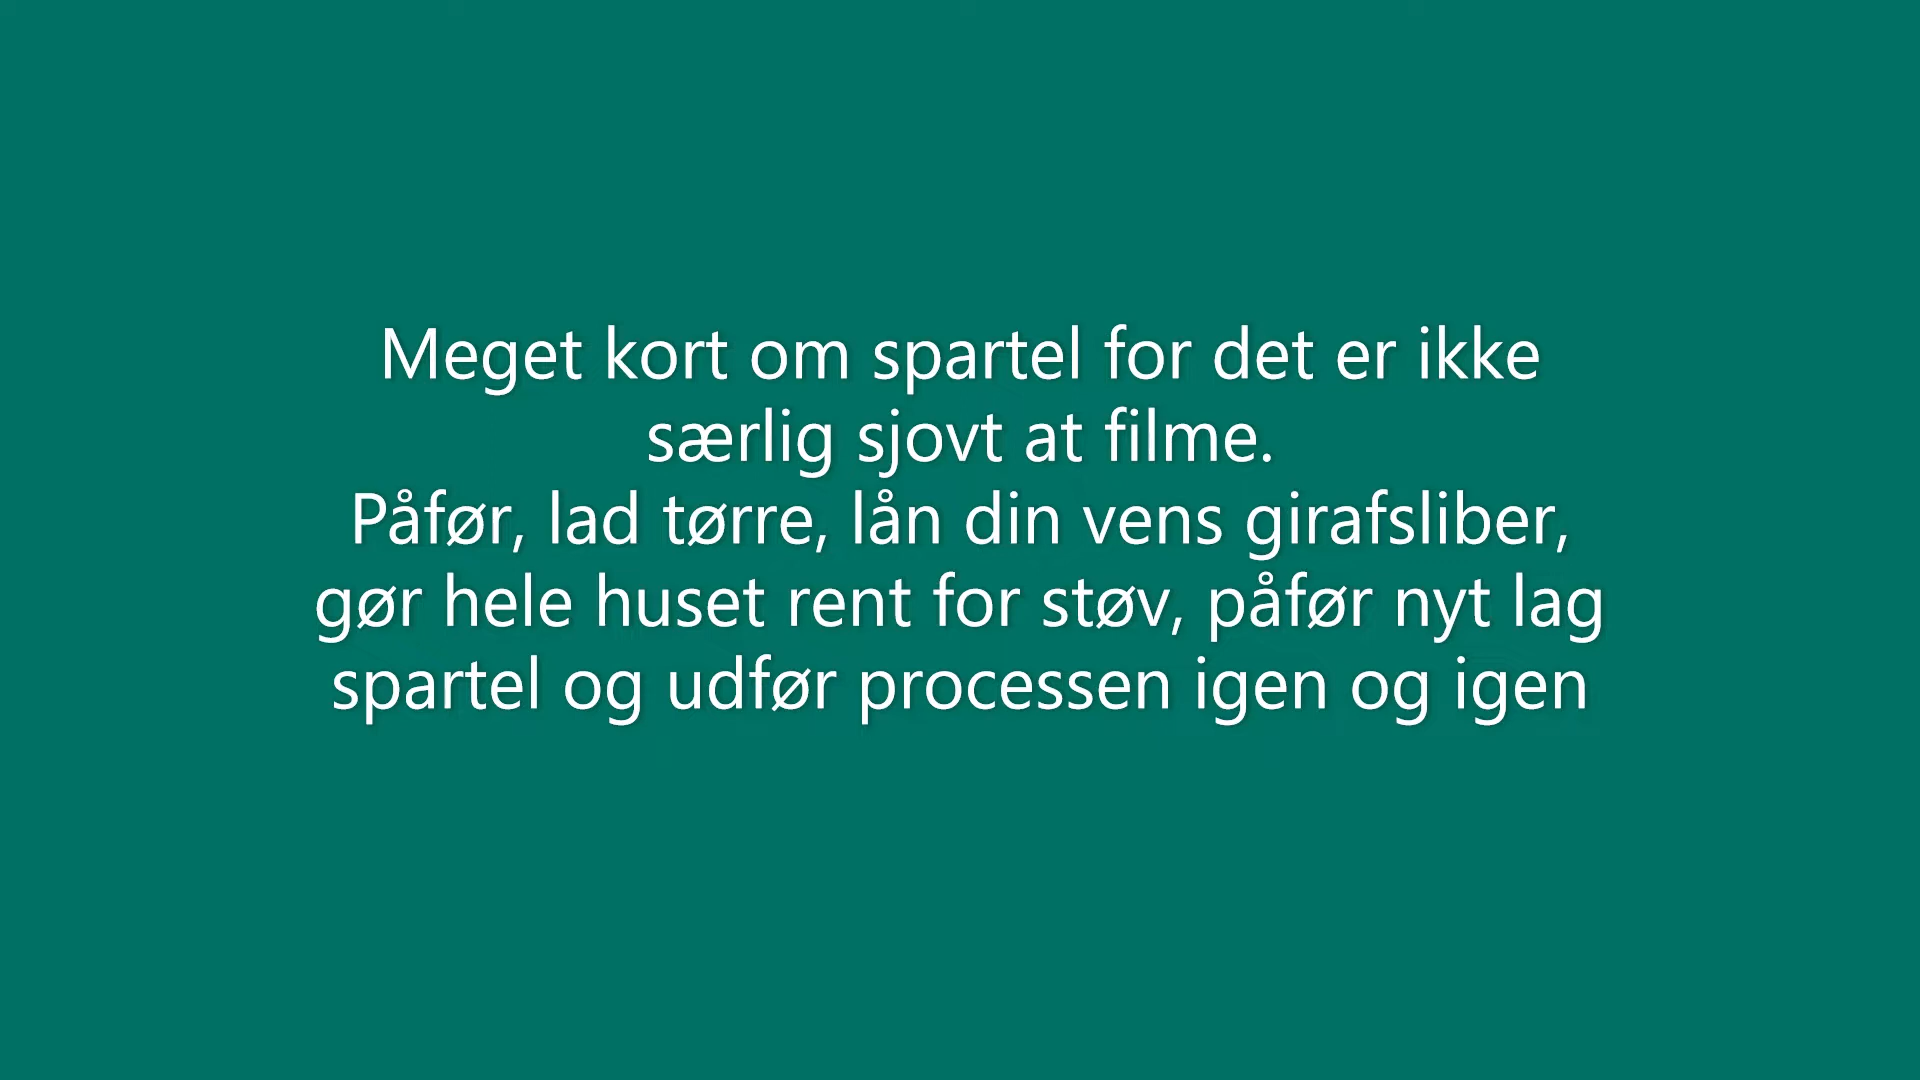 Meget kort om spartel for det er ikke
særlig sjovt at filme.
Påfør, lad tørre, lån din vens girafsliber,
gør hele huset rent for støv, påfør nyt lag
spartel og udfør processen igen og igen